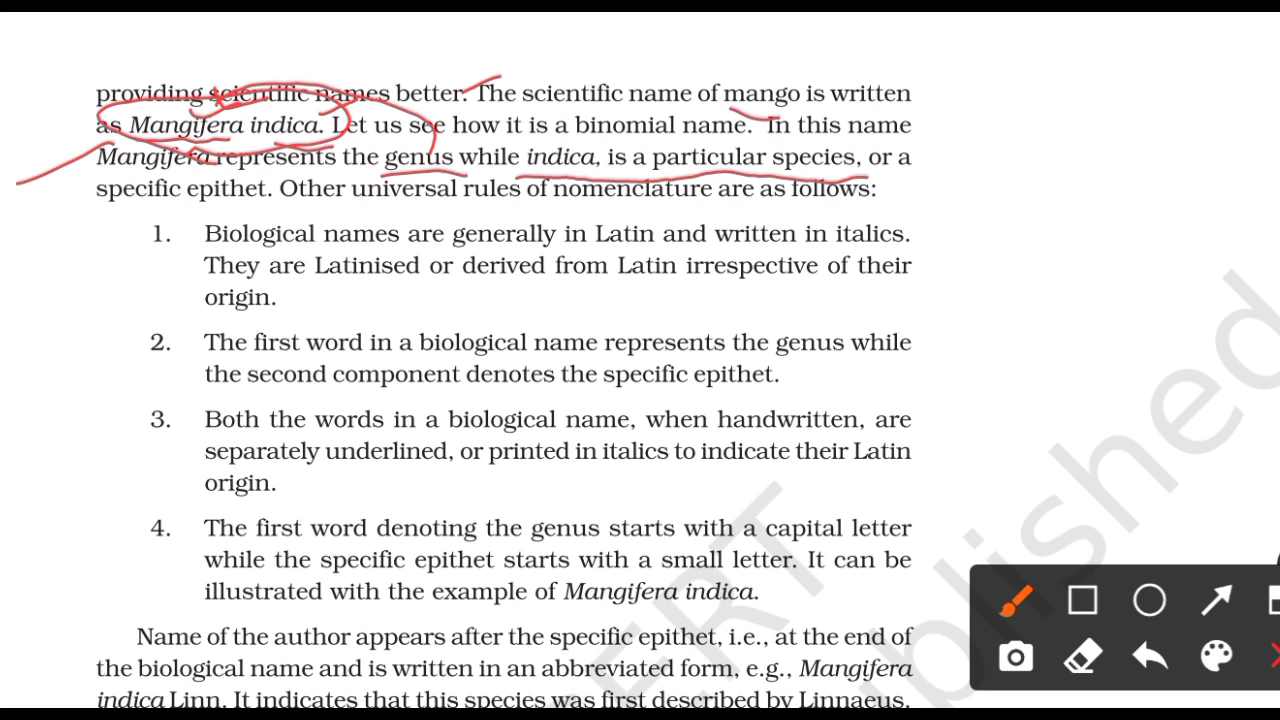 providing scientific names better. The scientific name of mango is written
as Mangifera indica. Let us see how it is a binomial name. In this name
Mangifera represents the genus while indica, is a particular species, or a
specific epithet. Other universal rules of nomenclature are as follows:
1. Biological names are generally in Latin and written in italics.
They are Latinised or derived from Latin irrespective of their
origin.
2. The first word in a biological name represents the genus while
the second component denotes the specific epithet.
3. Both the words in a biological name, when handwritten, are
separately underlined, or printed in italics to indicate their Latin
origin.
4. The first word denoting the genus starts with a capital letter
while the specific epithet starts with a small letter. It can be
illustrated with the example of Mangifera indica.
Name of the author appears after the specific epithet, i.e., at the end of
the biological name and is written in an abbreviated form, e.g., Mangifera
indica Linn. It indicates that this species was first described by Linnaeus.